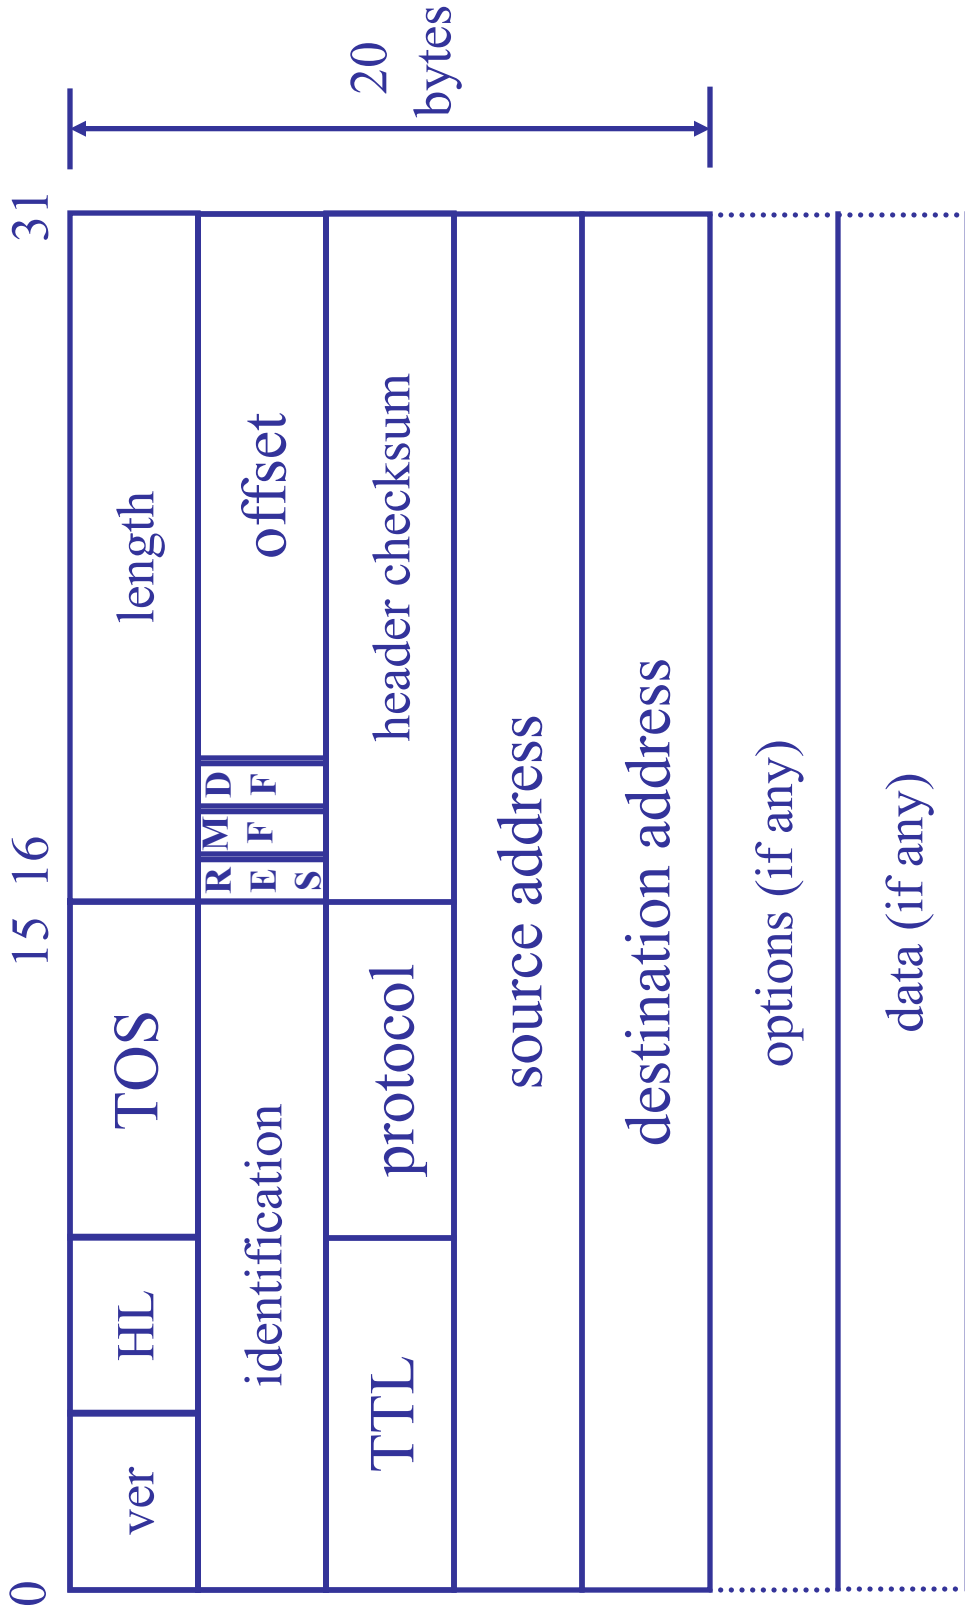 0
15
16
31
ver
HL
TOS
length
identification
R
E
S
M
F
D
F
offset
TTL
protocol
header checksum
source address
destination address
options (if any)
data (if any)
20
bytes